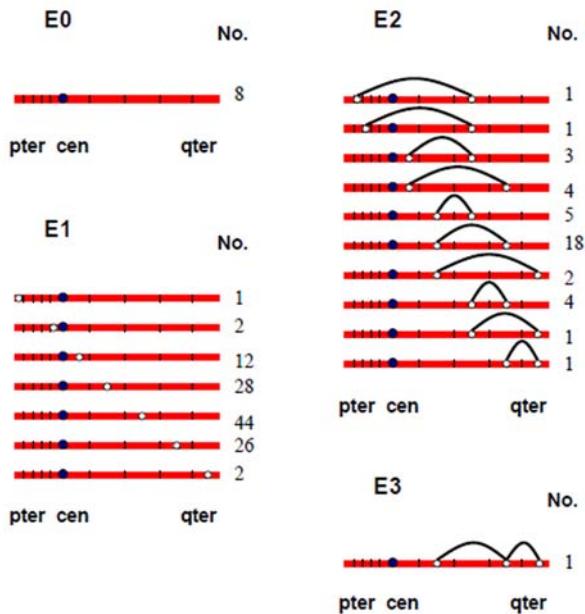 E0
No.
8
pter cen qter
E1
No.
1
2
12
28
44
26
2
pter cen qter
E2
No.
1
1
3
4
5
18
2
4
1
1
pter cen qter
E3
No.
1
pter cen qter